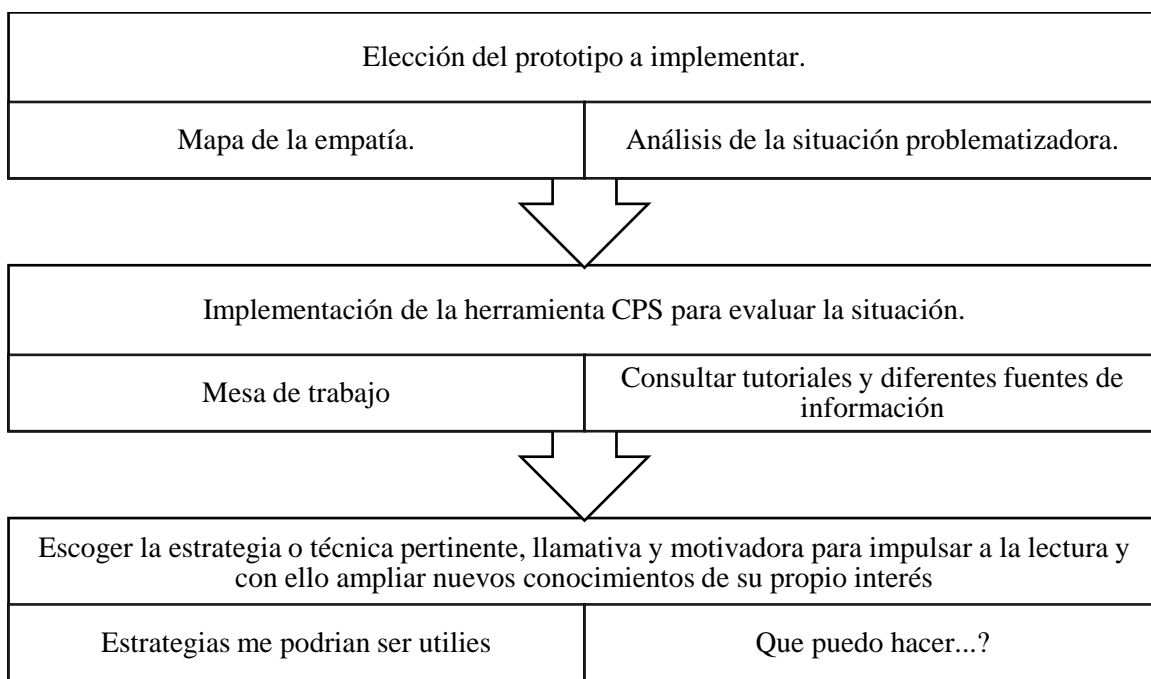 Elección del prototipo a implementar.
Mapa de la empatía.
Análisis de la situación problematizadora.
Implementación de la herramienta CPS para evaluar la situación.
Mesa de trabajo
Consultar tutoriales y diferentes fuentes de
información
Escoger la estrategia o técnica pertinente, llamativa y motivadora para impulsar a la lectura y
con ello ampliar nuevos conocimientos de su propio interés
Estrategias me podrian ser utilies
Que puedo hacer...?